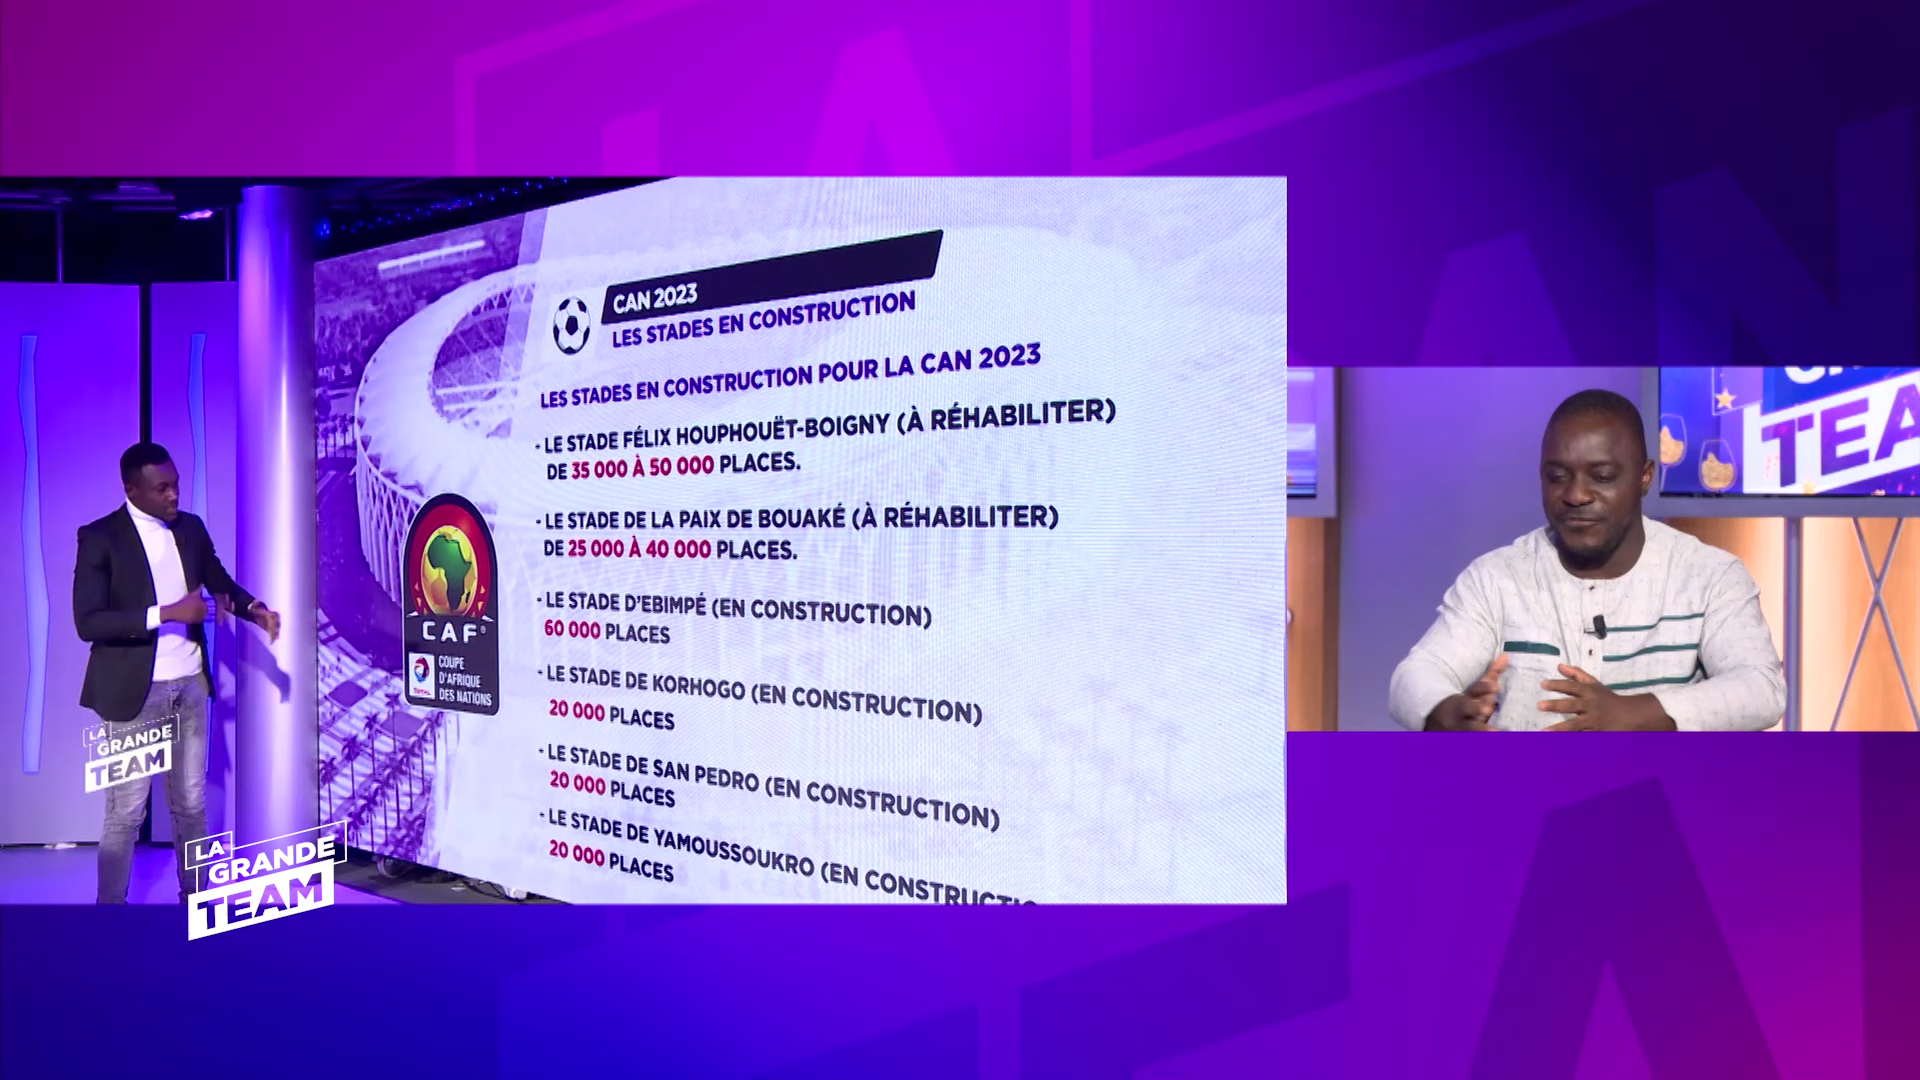 CAN 2023
LES STADES EN CONSTRUCTION
LES STADES EN CONSTRUCTION POUR LA CAN 2023
- LE STADE FÉLIX HOUPHOUËT-BOIGNY (À RÉHABILITER)
DE 35 000 À 50 000 PLACES.
- LE STADE DE LA PAIX DE BOUAKÉ (À RÉHABILITER)
DE 25 000 À 40 000 PLACES.
- LE STADE D'EBIMPÉ (EN CONSTRUCTION)
60 000 PLACES
- LE STADE DE KORHOGO (EN CONSTRUCTION)
20 000 PLACES
- LE STADE DE SAN PEDRO (EN CONSTRUCTION)
20 000 PLACES
- LE STADE DE YAMOUSSOUKRO (EN CONSTRUCTIO
20 000 PLACES
CAF®
TOTAL
COUPE
D'AFRIQUE
DES NATIONS
LA
GRANDE
TEAM
LA
GRANDE
TEAM
TEA